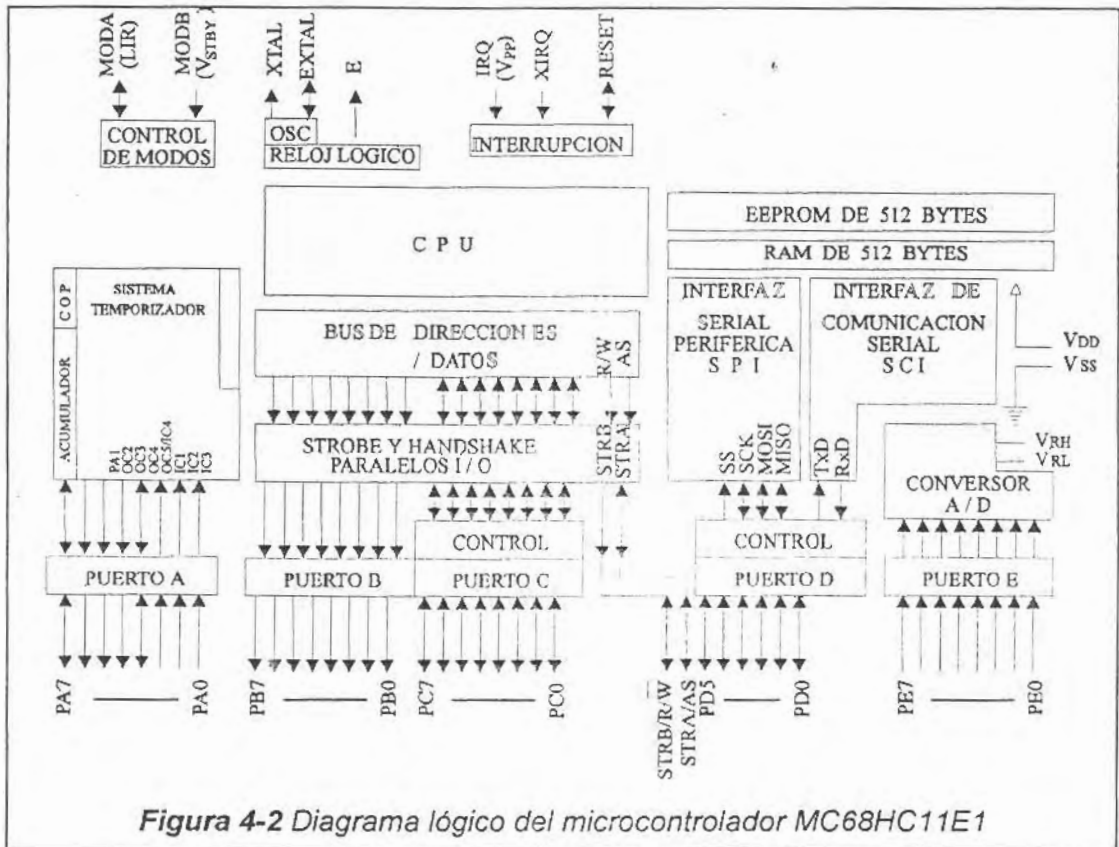 MODA
(LIR)
MODB
(VSTBY)
XTAL
EXTAL
E
IRQ
(VPP)
XIRQ
RESET
CONTROL
DE MODOS
OSC
RELOJ LOGICO
INTERRUPCION
CPU
EEPROM DE 512 BYTES
RAM DE 512 BYTES
COP
ACUMULADOR
SISTEMA
TEMPORIZADOR
PA1
OC2
OC3
OC4
OC5/IC4
IC1
IC2
IC3
BUS DE DIRECCIONES
/ DATOS
R/W
AS
STROBE Y HANDSHAKE
PARALELOS I/O
STRB
STRA
INTERFAZ
SERIAL
PERIFERICA
SPI
SS
SCK
MOSI
MISO
INTERFAZ DE
COMUNICACION
SERIAL
SCI
TxD
RxD
VDD
VSS
VRH
VRL
CONVERSOR
A/D
CONTROL
CONTROL
PUERTO A
PUERTO B
PUERTO C
PUERTO D
PUERTO E
PA7
PA0
PB7
PB0
PC7
PC0
STRB/R/W
STRA/AS
PD5
PD0
PE7
PE0
Figura 4-2 Diagrama lógico del microcontrolador MC68HC11E1